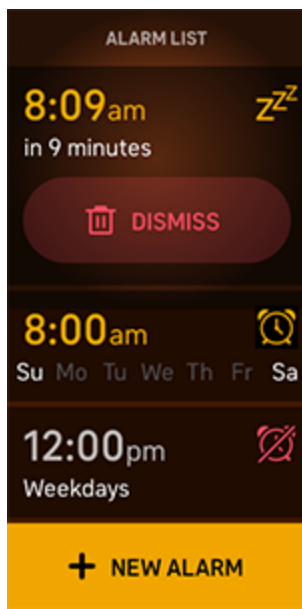 ALARM LIST
8:09am
zzz
in 9 minutes
DISMISS
8:00am
Su Mo Tu We Th Fr Sa
12:00pm
Weekdays
+ NEW ALARM